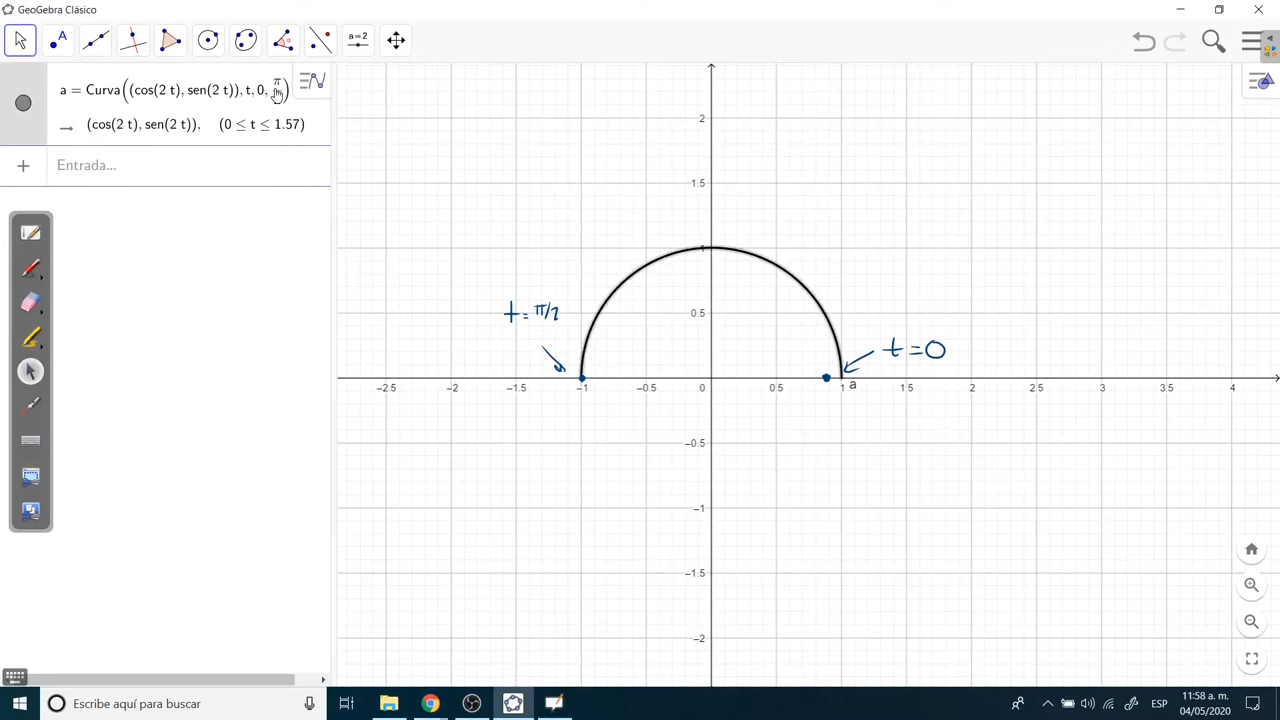 GeoGebra Clásico
a=2
a = Curva((cos(2 t), sen(2 t)), t, 0, π
→ (cos(2 t), sen(2 t)), (0 ≤ t ≤ 1.57)
Entrada...
2
1.5
1
t = π/2
0.5
t = 0
-2.5 -2 -1.5 -1 -0.5 0 0.5 1 1.5 2 2.5 3 3.5 4
a
-0.5
-1
-1.5
-2
Escribe aquí para buscar
ESP
11:58 a. m.
04/05/2020